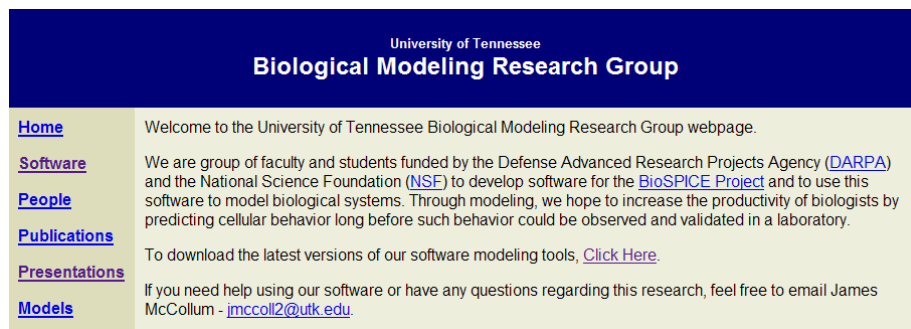 University of Tennessee
Biological Modeling Research Group
Home
Software
People
Publications
Presentations
Models
Welcome to the University of Tennessee Biological Modeling Research Group webpage.
We are group of faculty and students funded by the Defense Advanced Research Projects Agency (DARPA)
and the National Science Foundation (NSF) to develop software for the BioSPICE Project and to use this
software to model biological systems. Through modeling, we hope to increase the productivity of biologists by
predicting cellular behavior long before such behavior could be observed and validated in a laboratory.
To download the latest versions of our software modeling tools, Click Here.
If you need help using our software or have any questions regarding this research, feel free to email James
McCollum - jmccoll2@utk.edu.